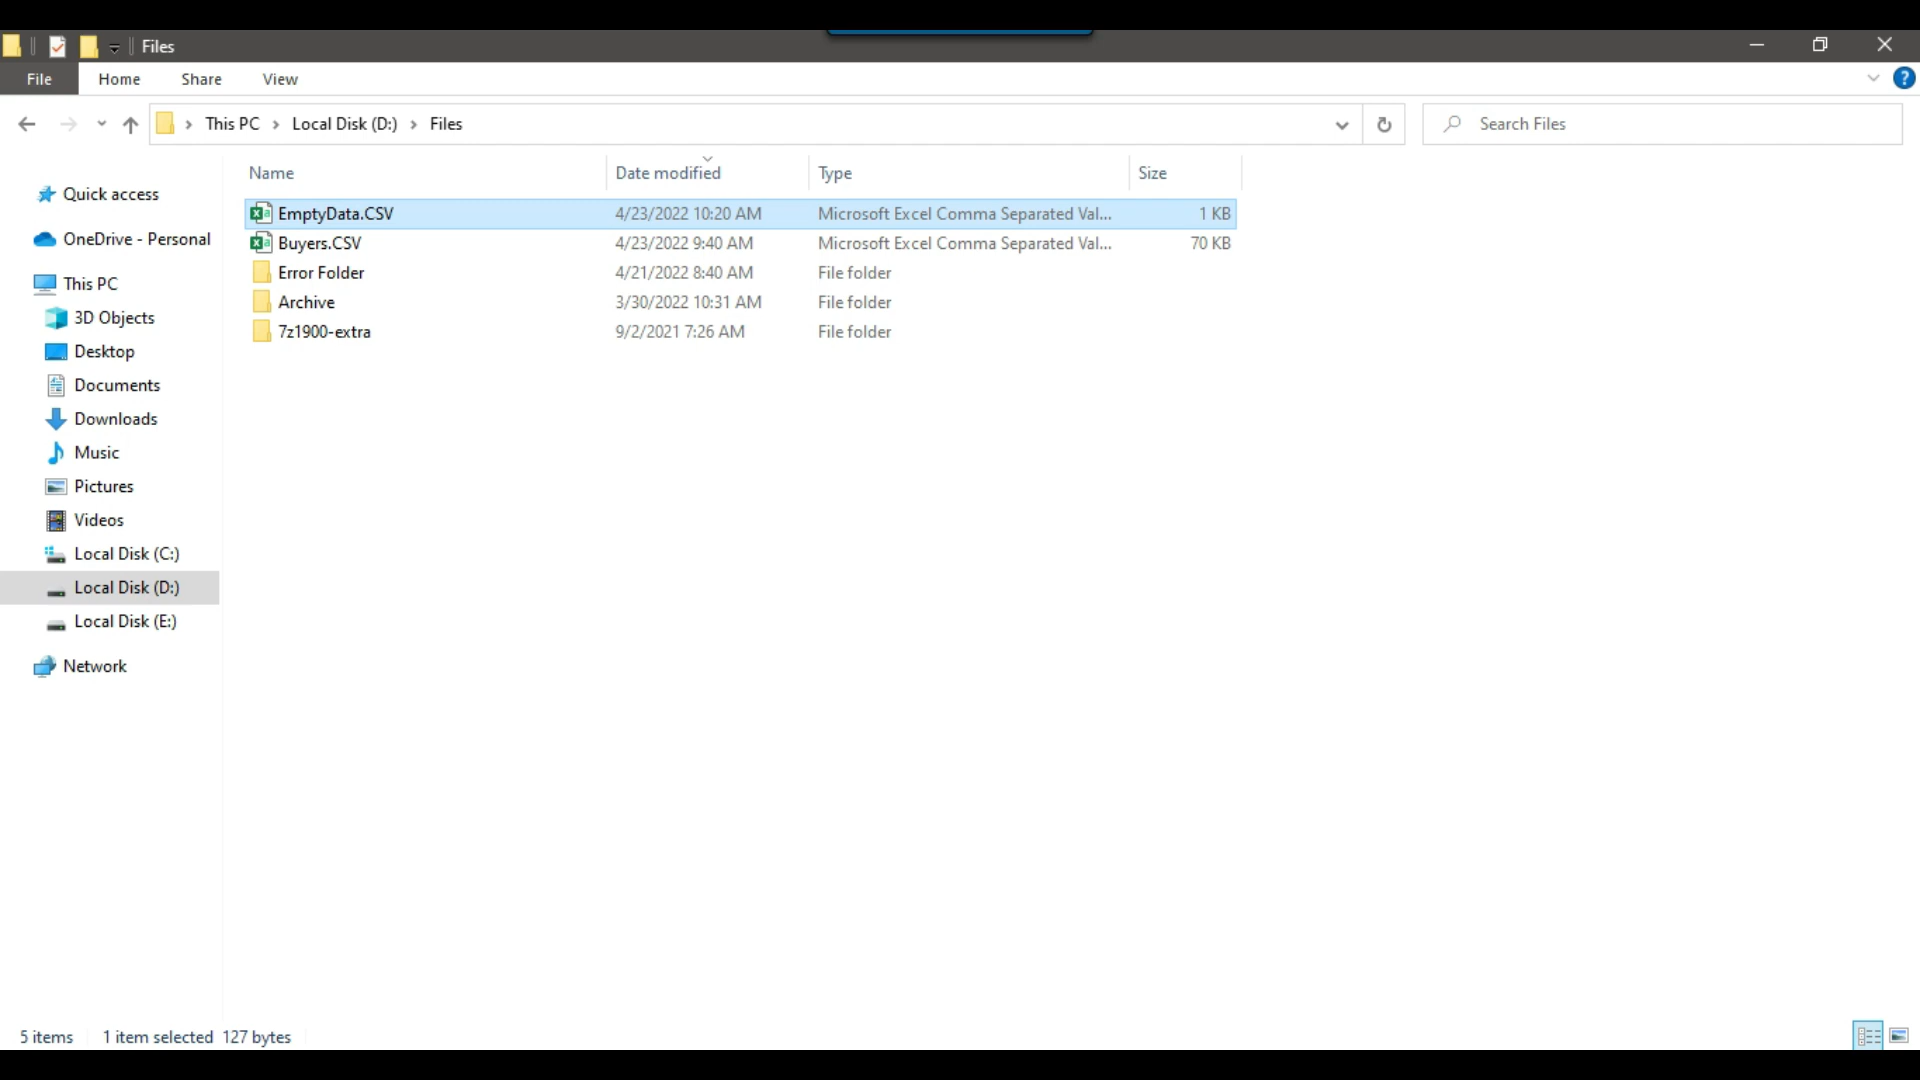 Files
File Home Share View
This PC Local Disk (D:) Files
Search Files
Name Date modified Type Size
Quick access
OneDrive - Personal
This PC
3D Objects
Desktop
Documents
Downloads
Music
Pictures
Videos
Local Disk (C:)
Local Disk (D:)
Local Disk (E:)
Network
EmptyData.CSV 4/23/2022 10:20 AM Microsoft Excel Comma Separated Val... 1 KB
Buyers.CSV 4/23/2022 9:40 AM Microsoft Excel Comma Separated Val... 70 KB
Error Folder 4/21/2022 8:40 AM File folder
Archive 3/30/2022 10:31 AM File folder
7z1900-extra 9/2/2021 7:26 AM File folder
5 items 1 item selected 127 bytes